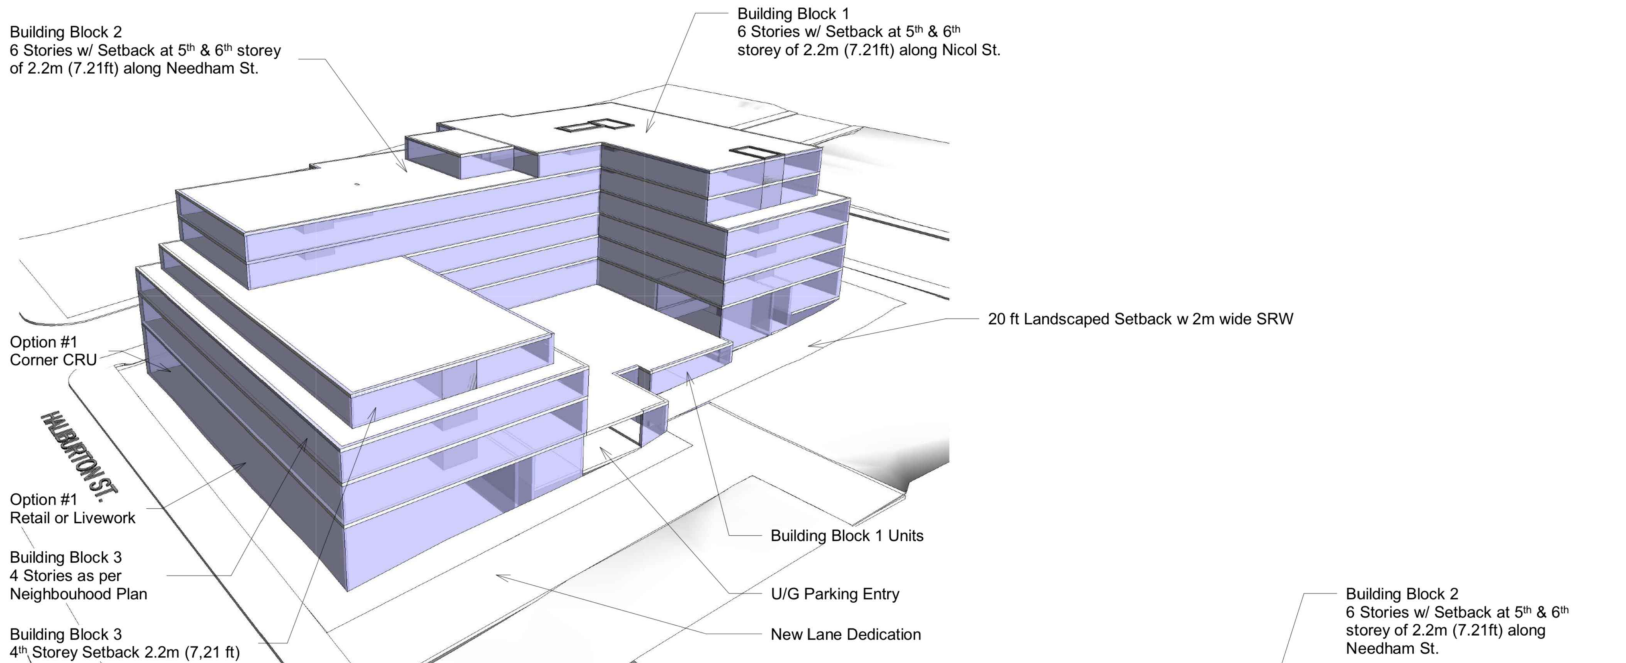 Building Block 2
6 Stories w/ Setback at 5th & 6th storey
of 2.2m (7.21ft) along Needham St.
Building Block 1
6 Stories w/ Setback at 5th & 6th
storey of 2.2m (7.21ft) along Nicol St.
20 ft Landscaped Setback w 2m wide SRW
Option #1
Corner CRU
HALIBURTON ST.
Option #1
Retail or Livework
Building Block 3
4 Stories as per
Neighbouhood Plan
Building Block 3
4th Storey Setback 2.2m (7,21 ft)
Building Block 1 Units
U/G Parking Entry
New Lane Dedication
Building Block 2
6 Stories w/ Setback at 5th & 6th
storey of 2.2m (7.21ft) along
Needham St.